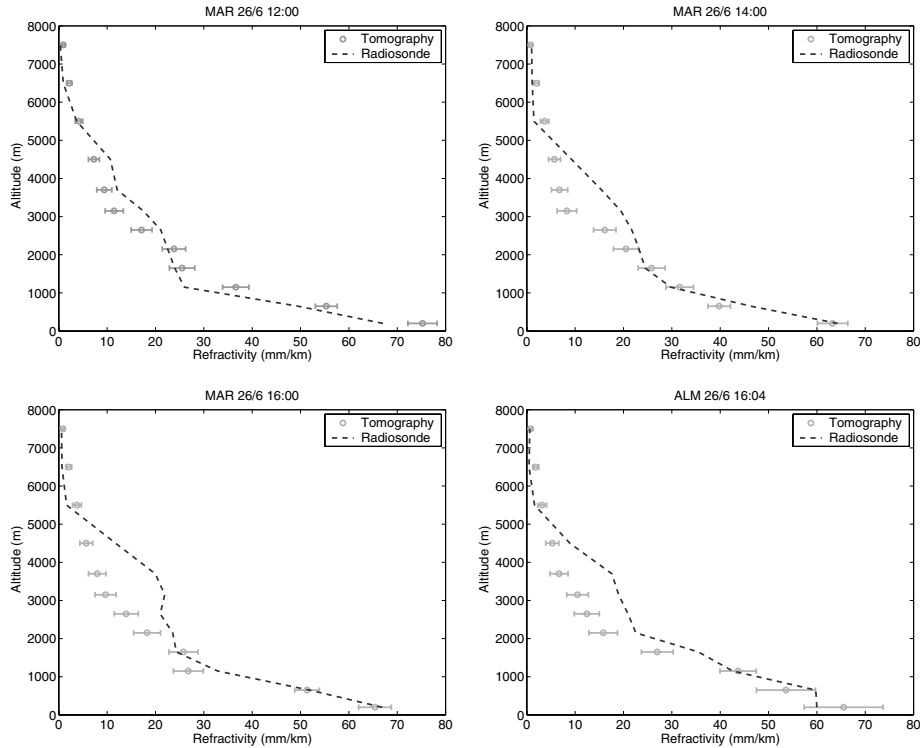 MAR 26/6 12:00
8000
7000
6000
5000
4000
3000
2000
1000
0
Altitude (m)
Tomography
Radiosonde
0 10 20 30 40 50 60 70 80
Refractivity (mm/km)
MAR 26/6 14:00
8000
7000
6000
5000
4000
3000
2000
1000
0
Altitude (m)
Tomography
Radiosonde
0 10 20 30 40 50 60 70 80
Refractivity (mm/km)
MAR 26/6 16:00
8000
7000
6000
5000
4000
3000
2000
1000
0
Altitude (m)
Tomography
Radiosonde
0 10 20 30 40 50 60 70 80
Refractivity (mm/km)
ALM 26/6 16:04
8000
7000
6000
5000
4000
3000
2000
1000
0
Altitude (m)
Tomography
Radiosonde
0 10 20 30 40 50 60 70 80
Refractivity (mm/km)